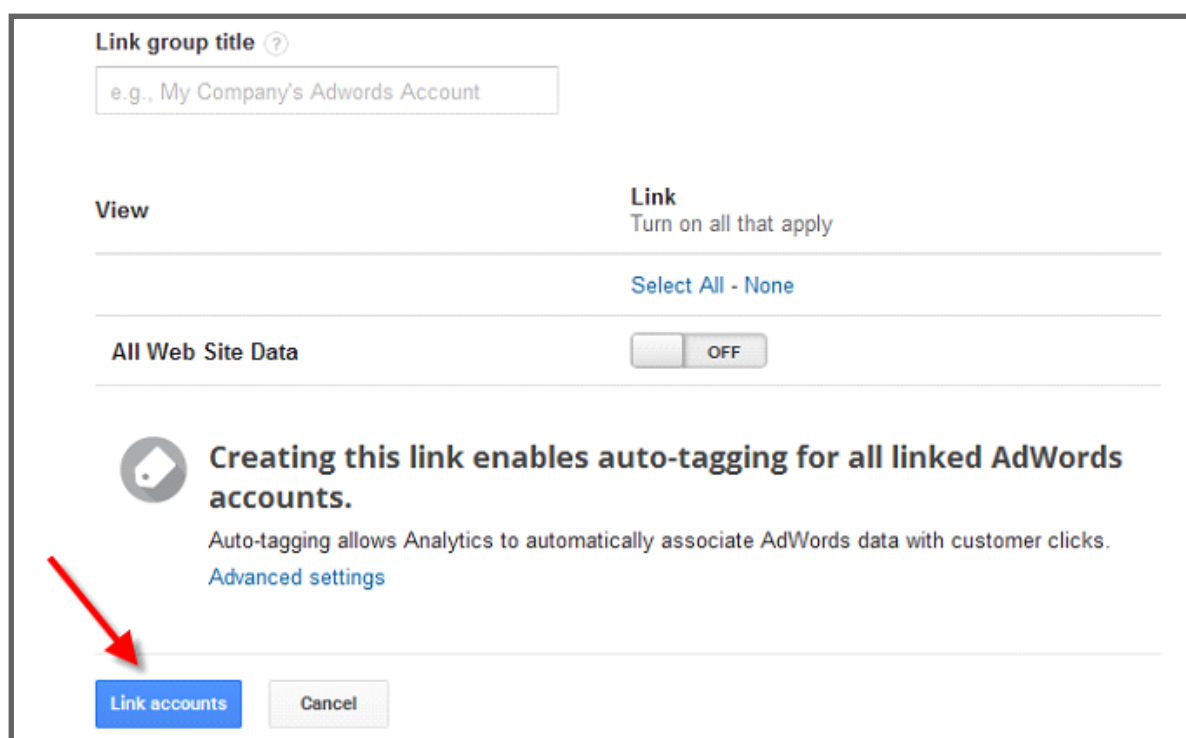 Link group title ?
e.g., My Company's Adwords Account
View
Link
Turn on all that apply
Select All - None
All Web Site Data
OFF
Creating this link enables auto-tagging for all linked AdWords
accounts.
Auto-tagging allows Analytics to automatically associate AdWords data with customer clicks.
Advanced settings
Link accounts
Cancel